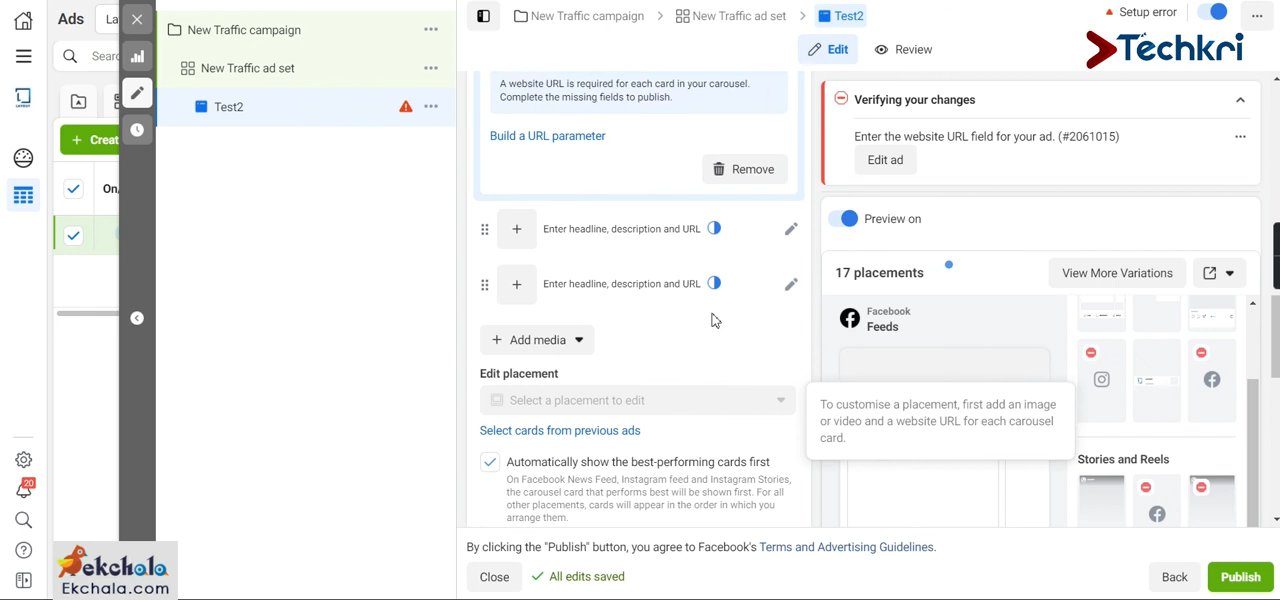 Ads
La
New Traffic campaign
New Traffic campaign
New Traffic ad set
Test2
Setup error
Edit
Review
Techkri
Sear
New Traffic ad set
Test2
Creat
On/
LAYOUT
A website URL is required for each card in your carousel.
Complete the missing fields to publish.
Build a URL parameter
Remove
Enter headline, description and URL
Enter headline, description and URL
Add media
Edit placement
Select a placement to edit
Select cards from previous ads
Automatically show the best-performing cards first
On Facebook News Feed, Instagram feed and Instagram Stories,
the carousel card that performs best will be shown first. For all
other placements, cards will appear in the order in which you
arrange them.
Verifying your changes
Enter the website URL field for your ad. (#2061015)
Edit ad
Preview on
17 placements
View More Variations
Facebook
Feeds
To customise a placement, first add an image
or video and a website URL for each carousel
card.
Stories and Reels
20
By clicking the "Publish" button, you agree to Facebook's Terms and Advertising Guidelines.
Close
All edits saved
Back
Publish
ekchala
Ekchala.com